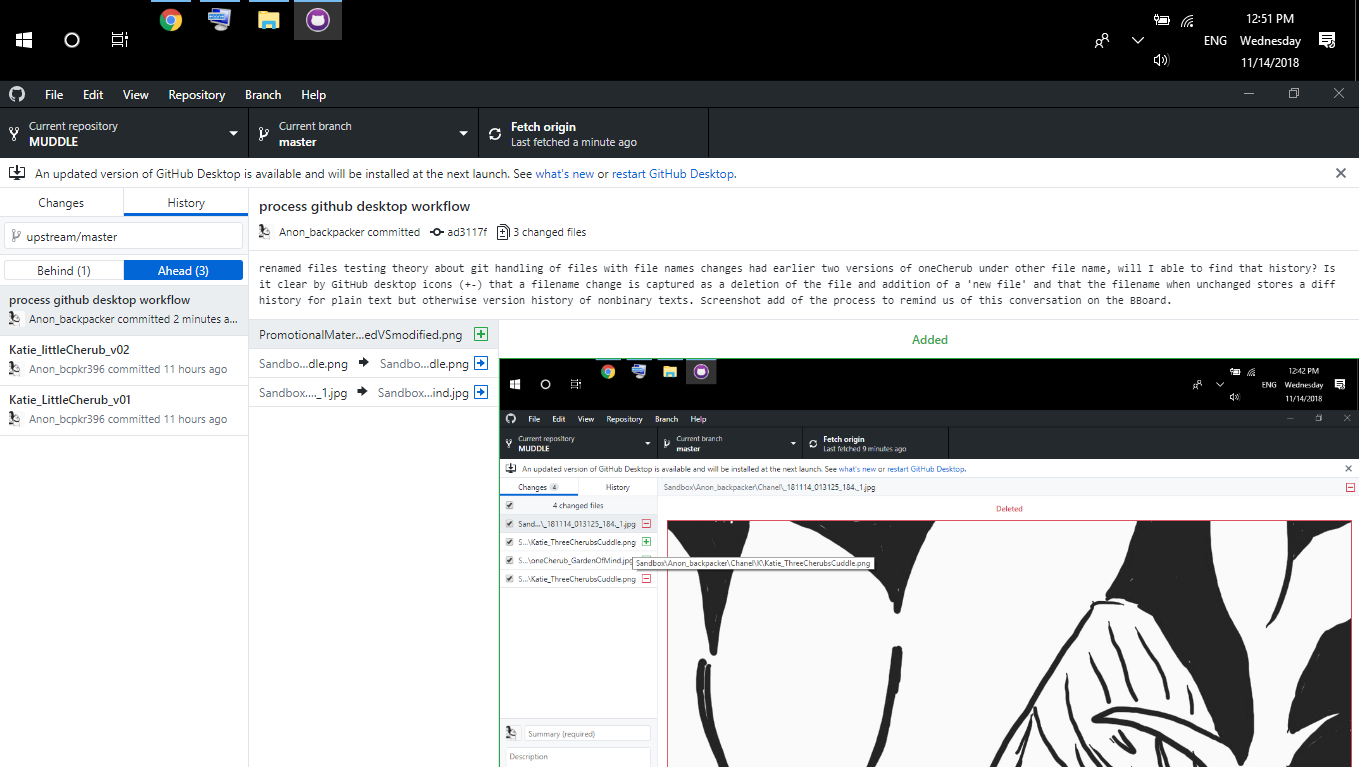 12:51 PM
ENG Wednesday
11/14/2018
File Edit View Repository Branch Help
Current repository
MUDDLE
Current branch
master
Fetch origin
Last fetched a minute ago
An updated version of GitHub Desktop is available and will be installed at the next launch. See what's new or restart GitHub Desktop.
Changes History
upstream/master
Behind (1) Ahead (3)
process github desktop workflow
Anon_backpacker committed 2 minutes a...
Katie_littleCherub_v02
Anon_bcpkr396 committed 11 hours ago
Katie_LittleCherub_v01
Anon_bcpkr396 committed 11 hours ago
process github desktop workflow
Anon_backpacker committed ad3117f 3 changed files
renamed files testing theory about git handling of files with file names changes had earlier two versions of oneCherub under other file name, will I able to find that history? Is
it clear by GitHub desktop icons (+-) that a filename change is captured as a deletion of the file and addition of a 'new file' and that the filename when unchanged stores a diff
history for plain text but otherwise version history of nonbinary texts. Screenshot add of the process to remind us of this conversation on the BBoard.
PromotionalMater...edVSmodified.png
Sandbo...dle.png Sandbo...dle.png
Sandbox...._1.jpg Sandbox...ind.jpg
Added
12:42 PM
ENG Wednesday
11/14/2018
File Edit View Repository Branch Help
Current repository
MUDDLE
Current branch
master
Fetch origin
Last fetched 9 minutes ago
An updated version of GitHub Desktop is available and will be installed at the next launch. See what's new or restart GitHub Desktop.
Changes 4 History
Sandbox\Anon_backpacker\Chanel\_181114_013125_184._1.jpg
4 changed files
Deleted
Sand...\_181114_013125_184._1.jpg
S...\Katie_ThreeCherubsCuddle.png
S...\oneCherub_GardenOfMind.jpg
Sandbox\Anon_backpacker\Chanel\K\Katie_ThreeCherubsCuddle.png
S...\Katie_ThreeCherubsCuddle.png
Summary (required)
Description